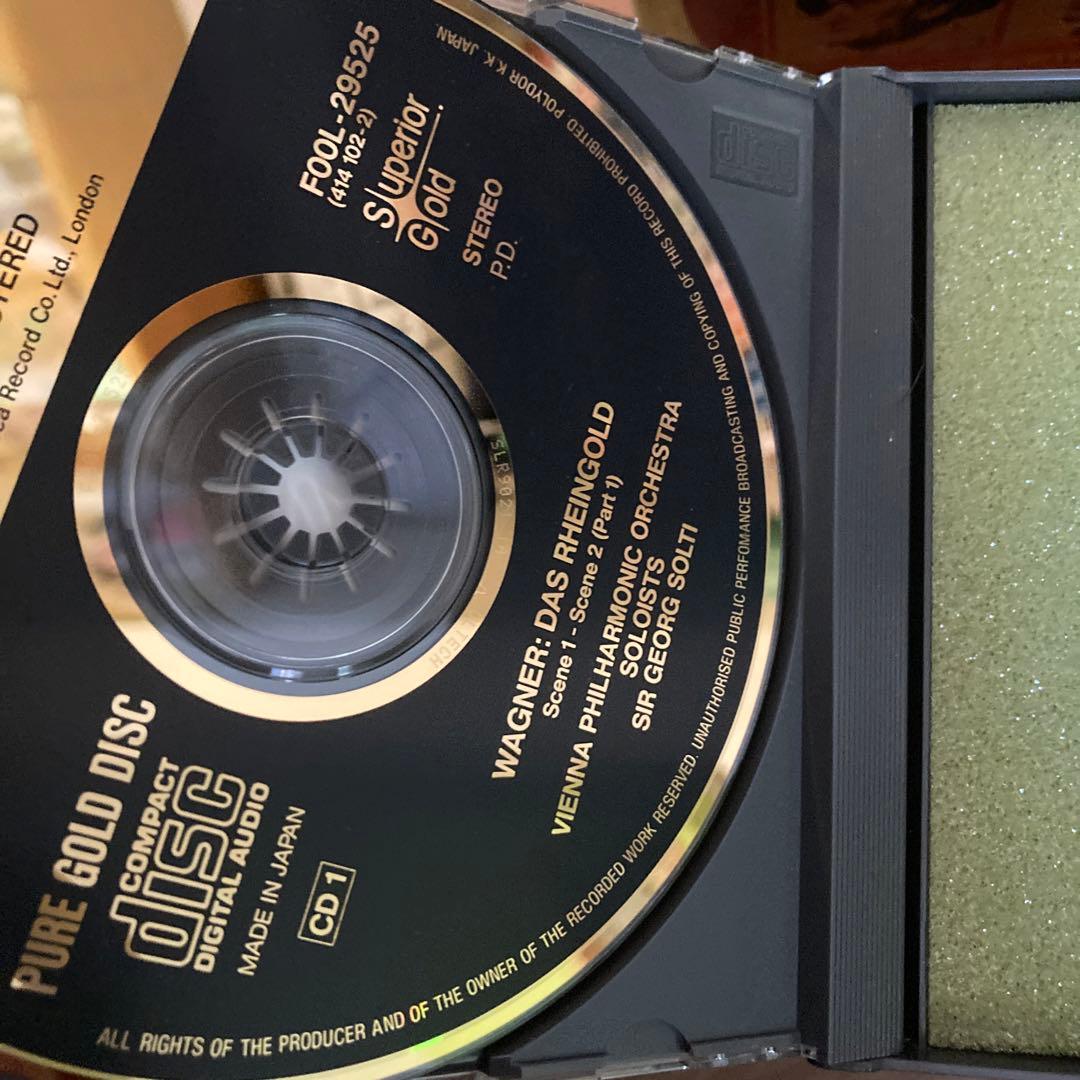 STERED
Record Co. Ltd., London
FOOL-29525
(414 102-2)
Superior
Gold
STEREO
P.D.
PURE GOLD DISC
COMPACT
disc
DIGITAL AUDIO
MADE IN JAPAN
CD 1
WAGNER: DAS RHEINGOLD
Scene 1 - Scene 2 (Part 1)
VIENNA PHILHARMONIC ORCHESTRA
SOLOISTS
SIR GEORG SOLTI
ALL RIGHTS OF THE PRODUCER AND OF THE OWNER OF THE RECORDED WORK RESERVED. UNAUTHORISED PUBLIC PERFOMANCE BROADCASTING AND COPYING OF THIS RECORD PROHIBITED. POLYDOR K.K. JAPAN.
disc